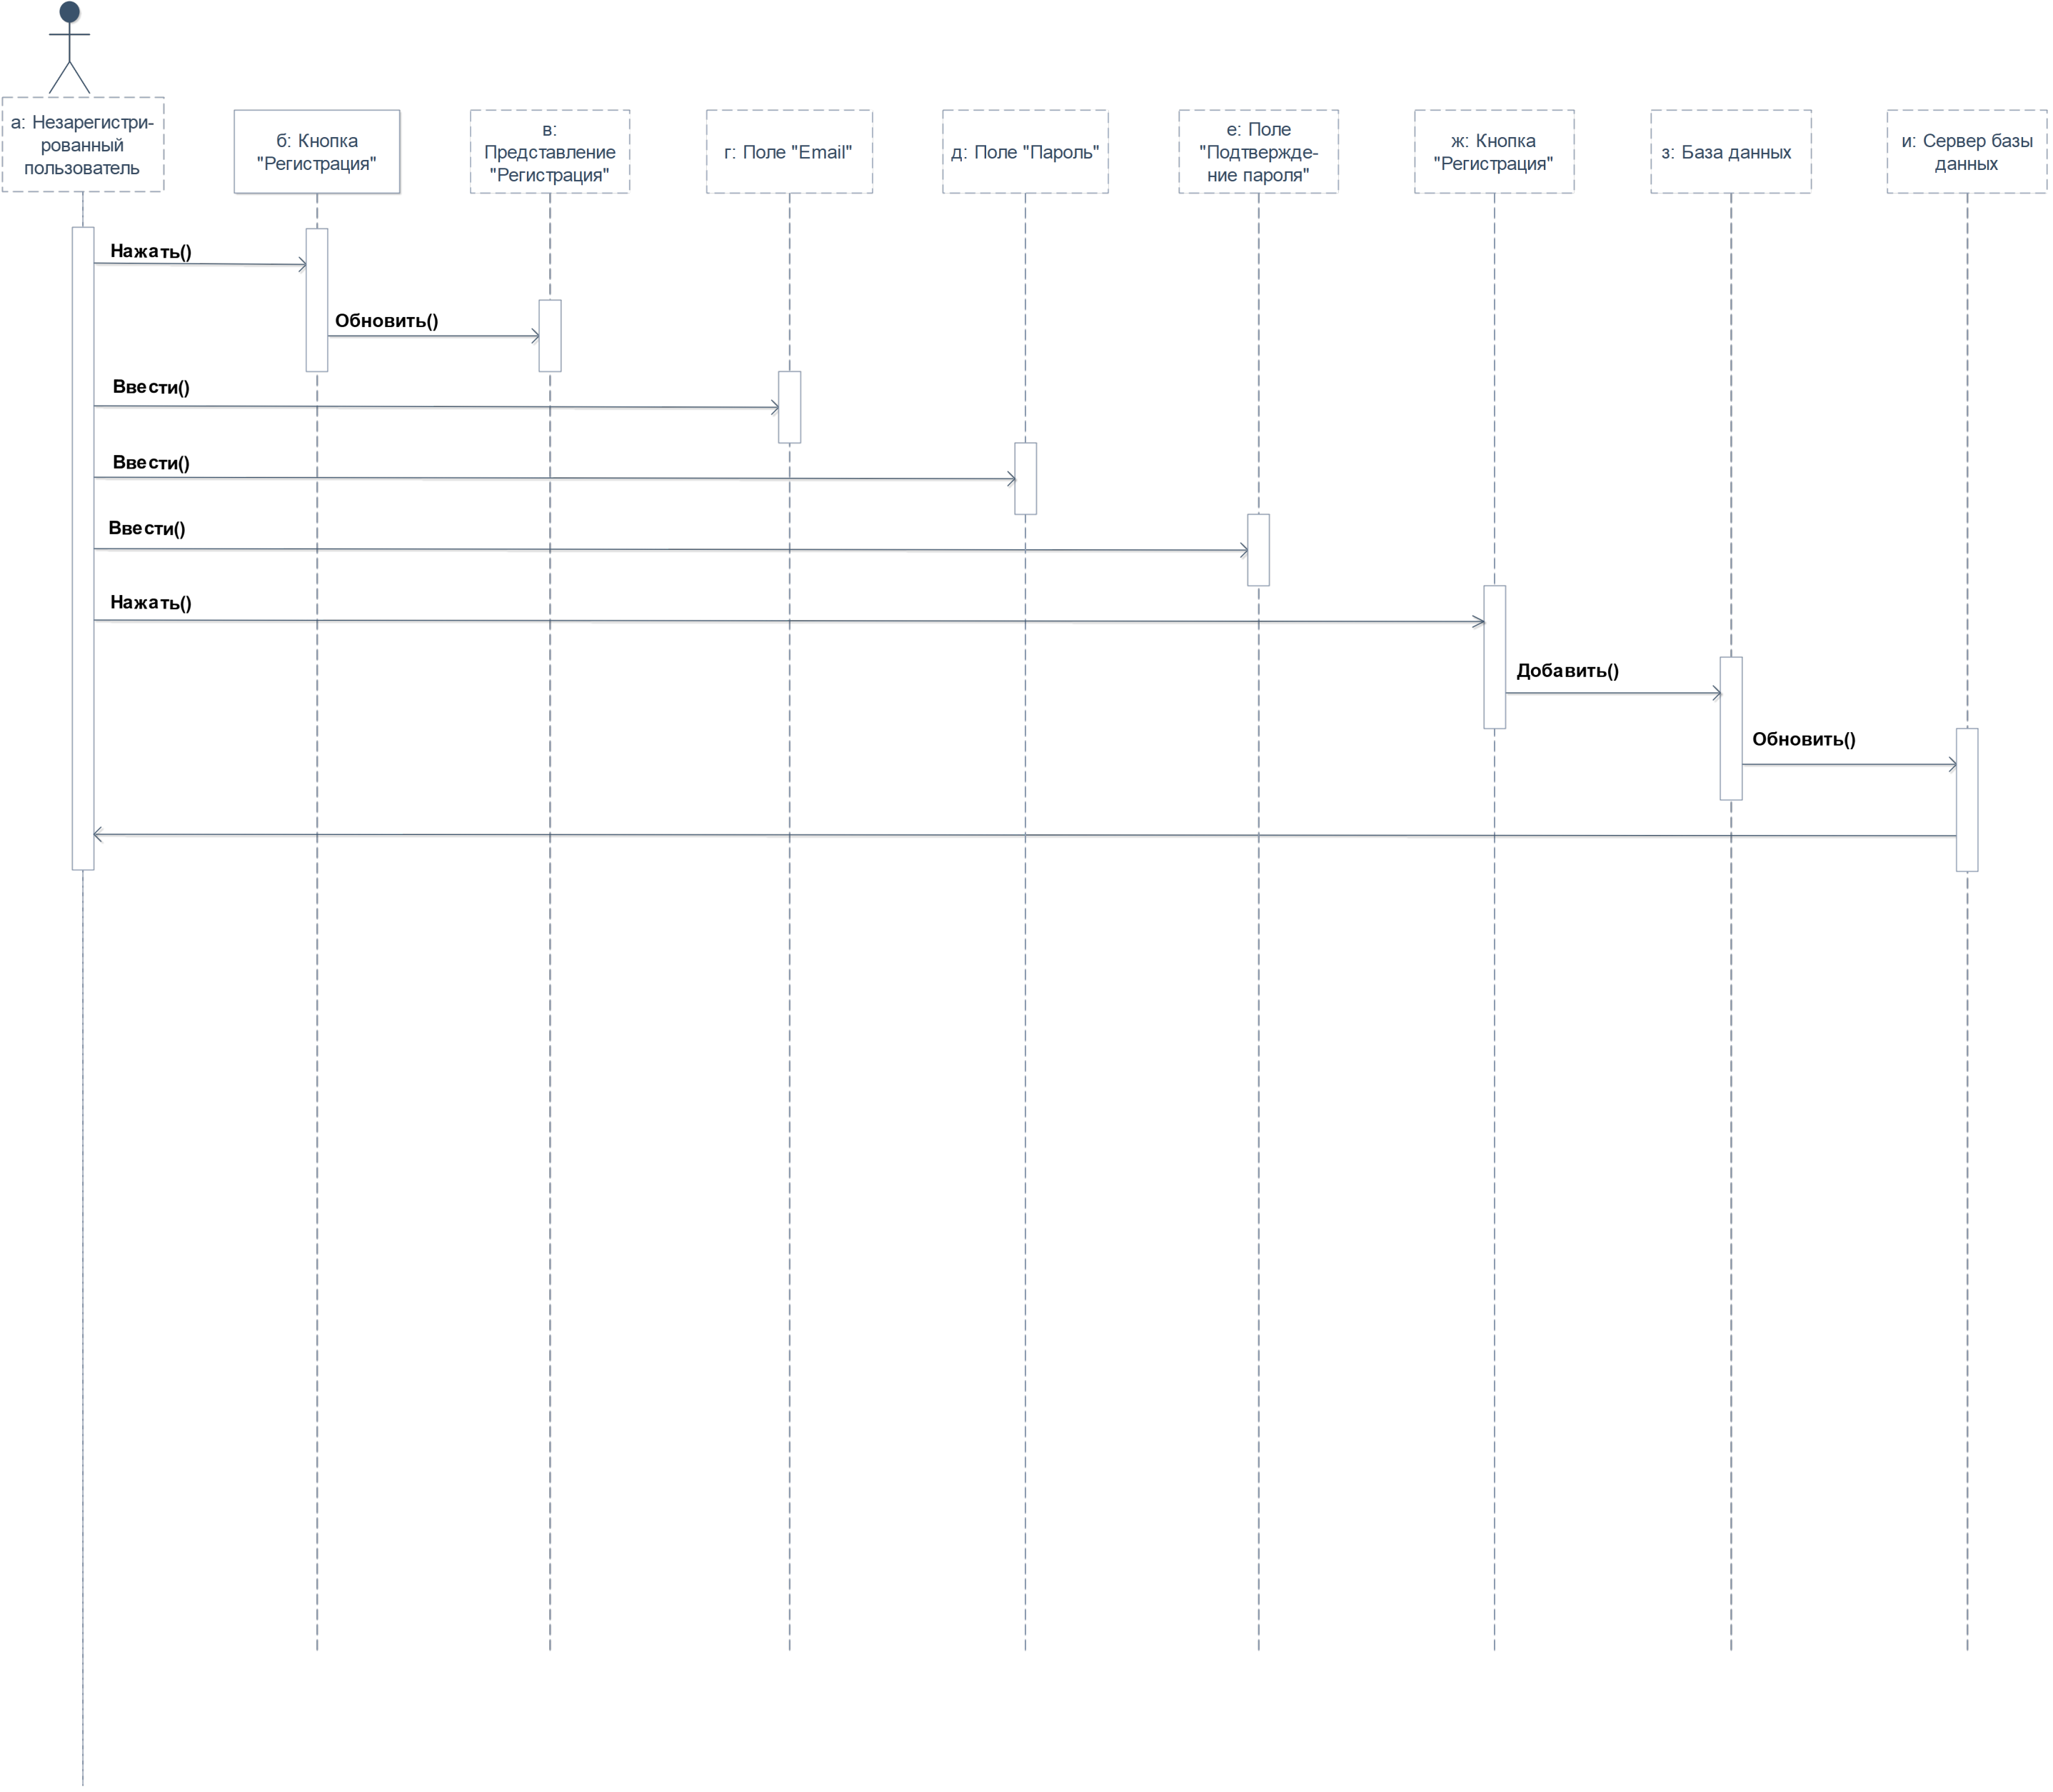 а: Незарегистри-
рованный
пользователь
б: Кнопка
"Регистрация"
в:
Представление
"Регистрация"
г: Поле "Email"
д: Поле "Пароль"
е: Поле
"Подтвержде-
ние пароля"
ж: Кнопка
"Регистрация"
з: База данных
и: Сервер базы
данных
Нажать()
Обновить()
Ввести()
Ввести()
Ввести()
Нажать()
Добавить()
Обновить()